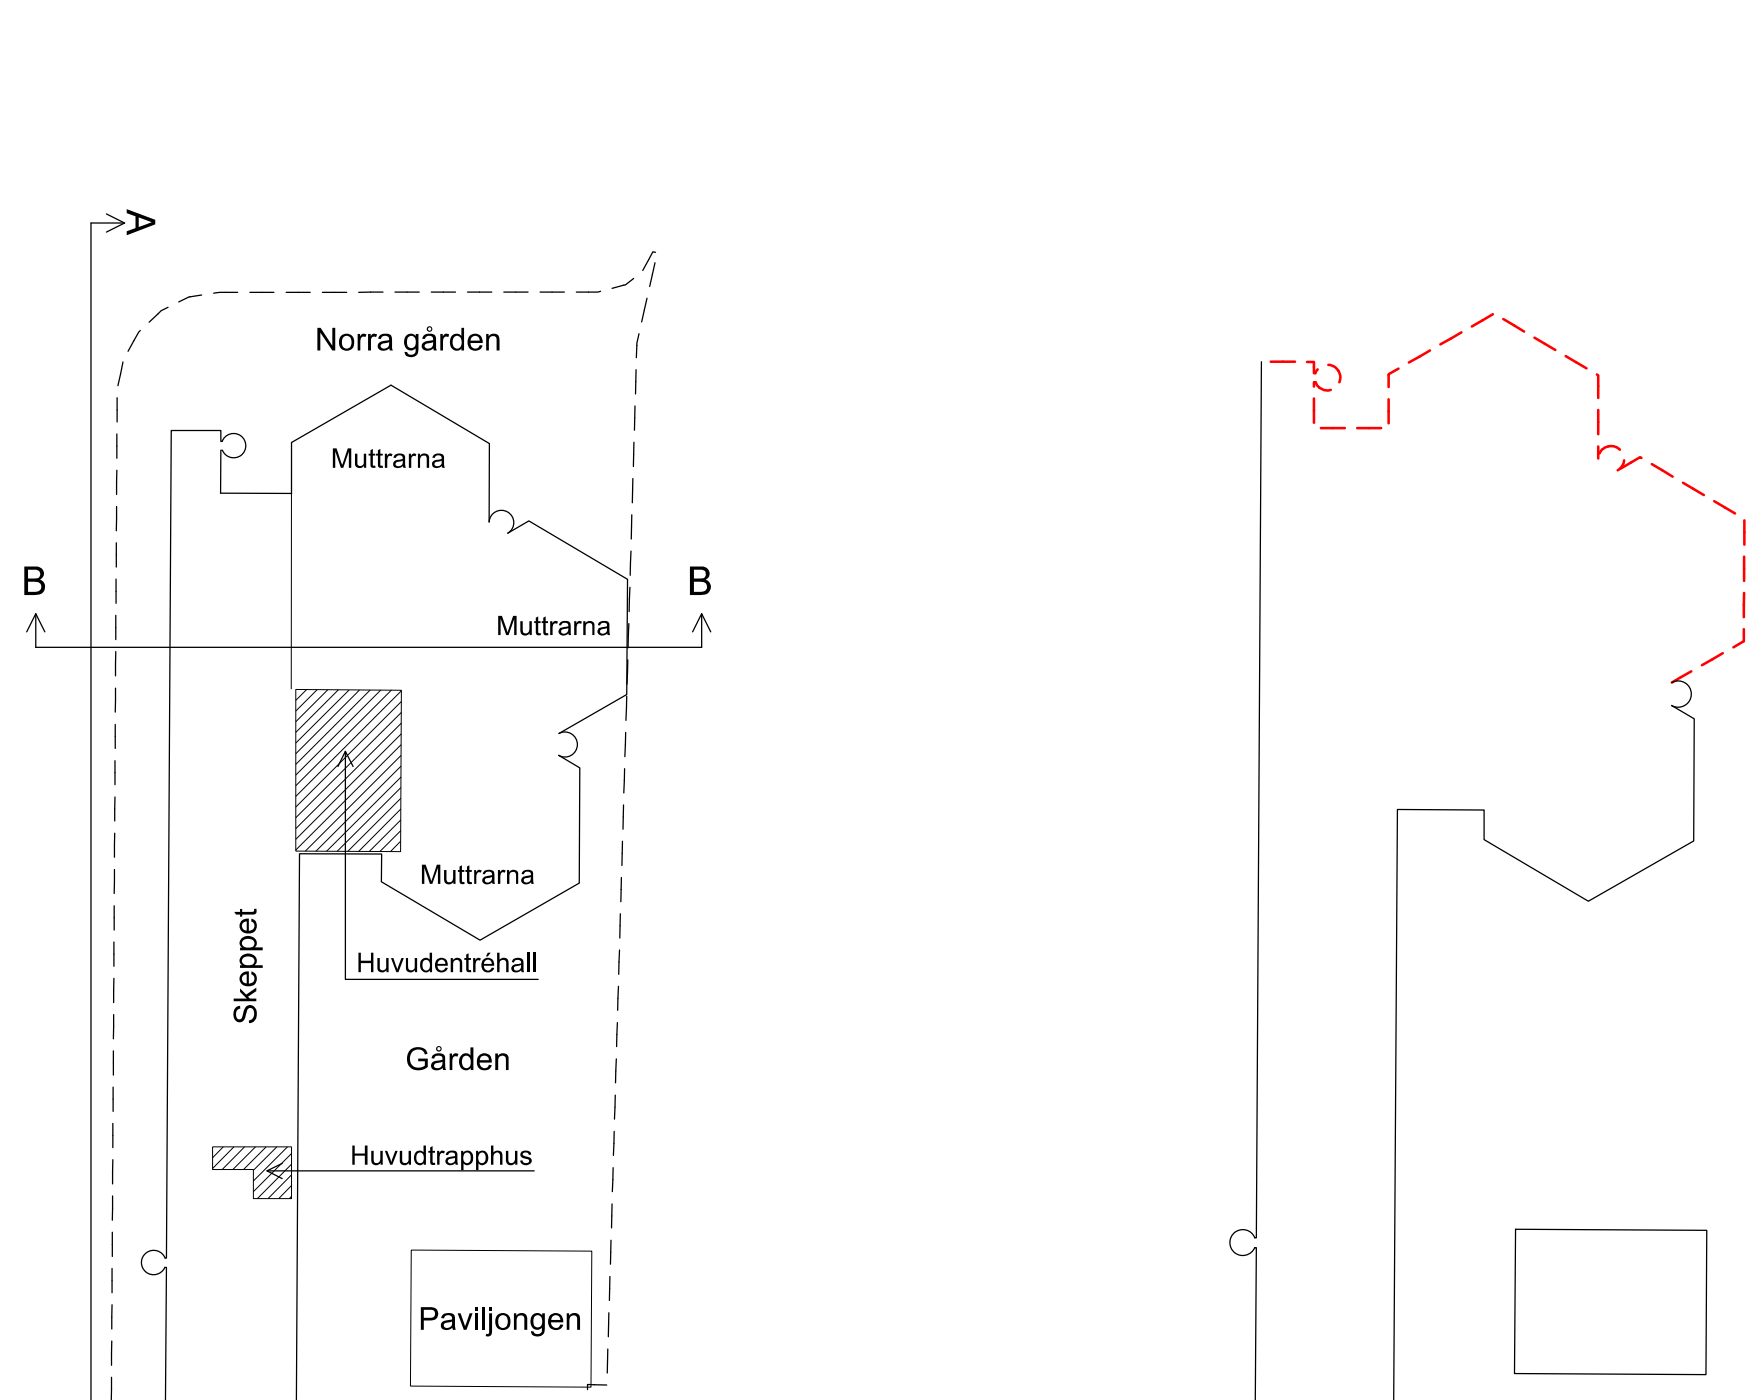 A
Norra gården
Muttrarna
B
B
Muttrarna
Muttrarna
Skeppet
Huvudentréhall
Gården
Huvudtrapphus
Paviljongen